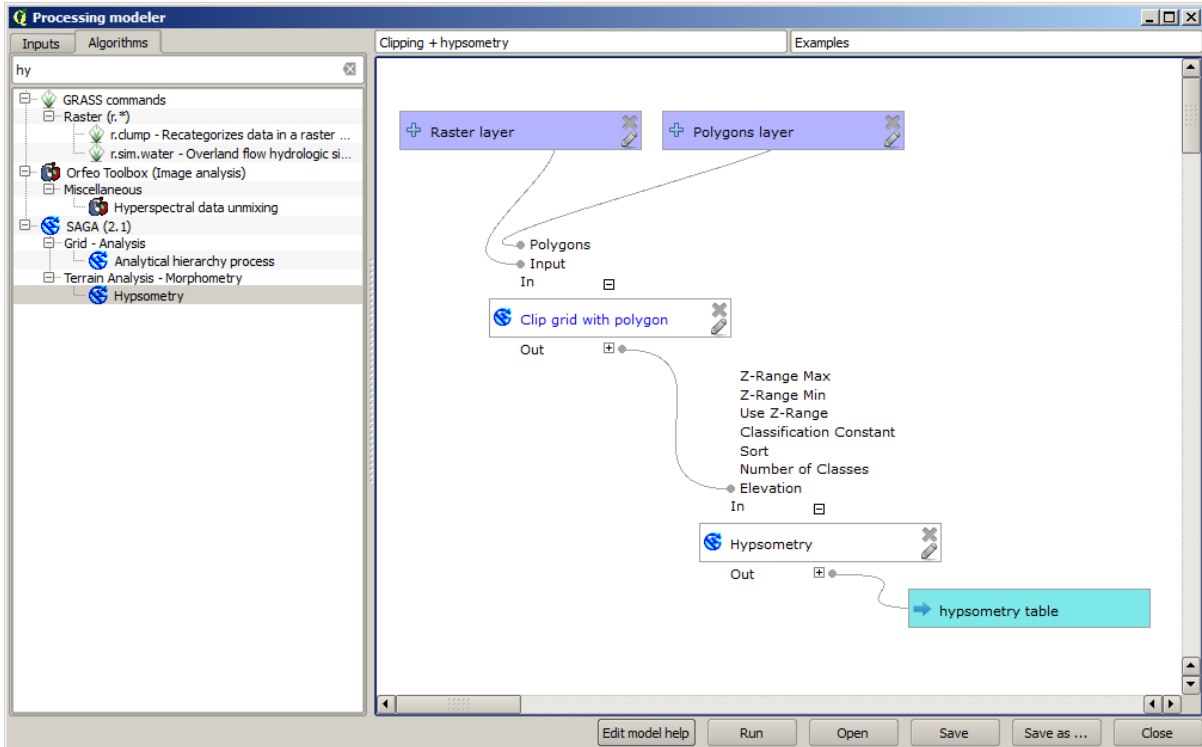 Processing modeler
Inputs
Algorithms
Clipping + hypsometry
Examples
hy
GRASS commands
Raster (r.*)
r.clump - Recategorizes data in a raster ...
r.sim.water - Overland flow hydrologic si...
Orfeo Toolbox (Image analysis)
Miscellaneous
Hyperspectral data unmixing
SAGA (2.1)
Grid - Analysis
Analytical hierarchy process
Terrain Analysis - Morphometry
Hypsometry
Raster layer
Polygons layer
Polygons
Input
In
Clip grid with polygon
Out
Z-Range Max
Z-Range Min
Use Z-Range
Classification Constant
Sort
Number of Classes
Elevation
In
Hypsometry
Out
hypsometry table
Edit model help
Run
Open
Save
Save as ...
Close